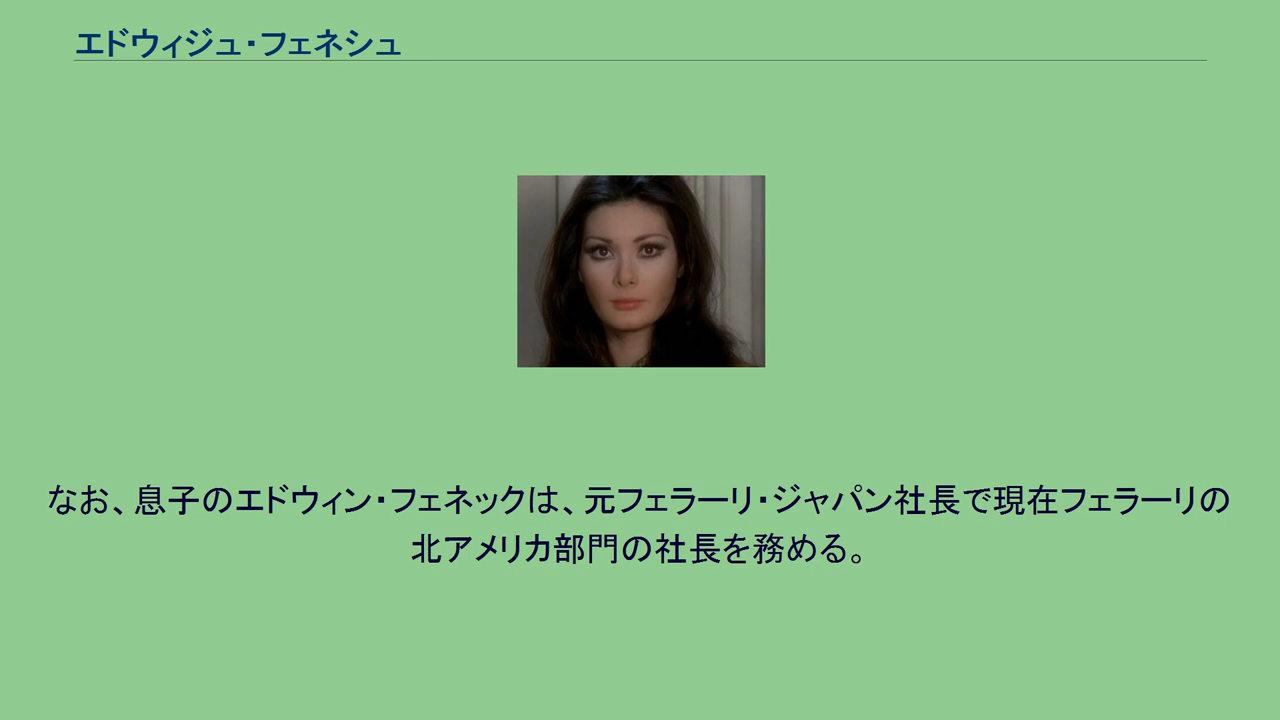 エドウィジュ・フェネシュ
なお、息子のエドウィン・フェネックは、元フェラーリ・ジャパン社長で現在フェラーリの
北アメリカ部門の社長を務める。